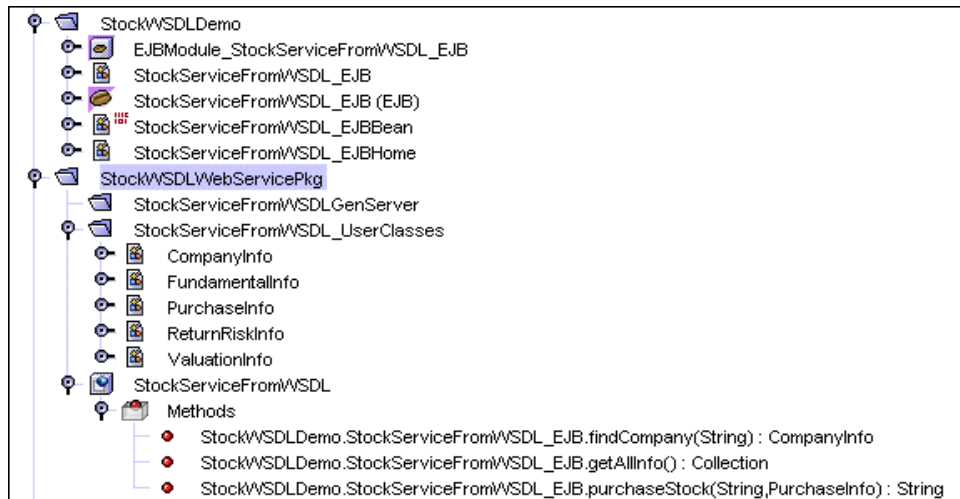 StockWSDLDemo
EJBModule_StockServiceFromWSDL_EJB
StockServiceFromWSDL_EJB
StockServiceFromWSDL_EJB (EJB)
StockServiceFromWSDL_EJBBean
StockServiceFromWSDL_EJBHome
StockWSDLWebServicePkg
StockServiceFromWSDLGenServer
StockServiceFromWSDL_UserClasses
CompanyInfo
FundamentalInfo
PurchaseInfo
ReturnRiskInfo
ValuationInfo
StockServiceFromWSDL
Methods
StockWSDLDemo.StockServiceFromWSDL_EJB.findCompany(String) : CompanyInfo
StockWSDLDemo.StockServiceFromWSDL_EJB.getAllInfo() : Collection
StockWSDLDemo.StockServiceFromWSDL_EJB.purchaseStock(String,PurchaseInfo) : String